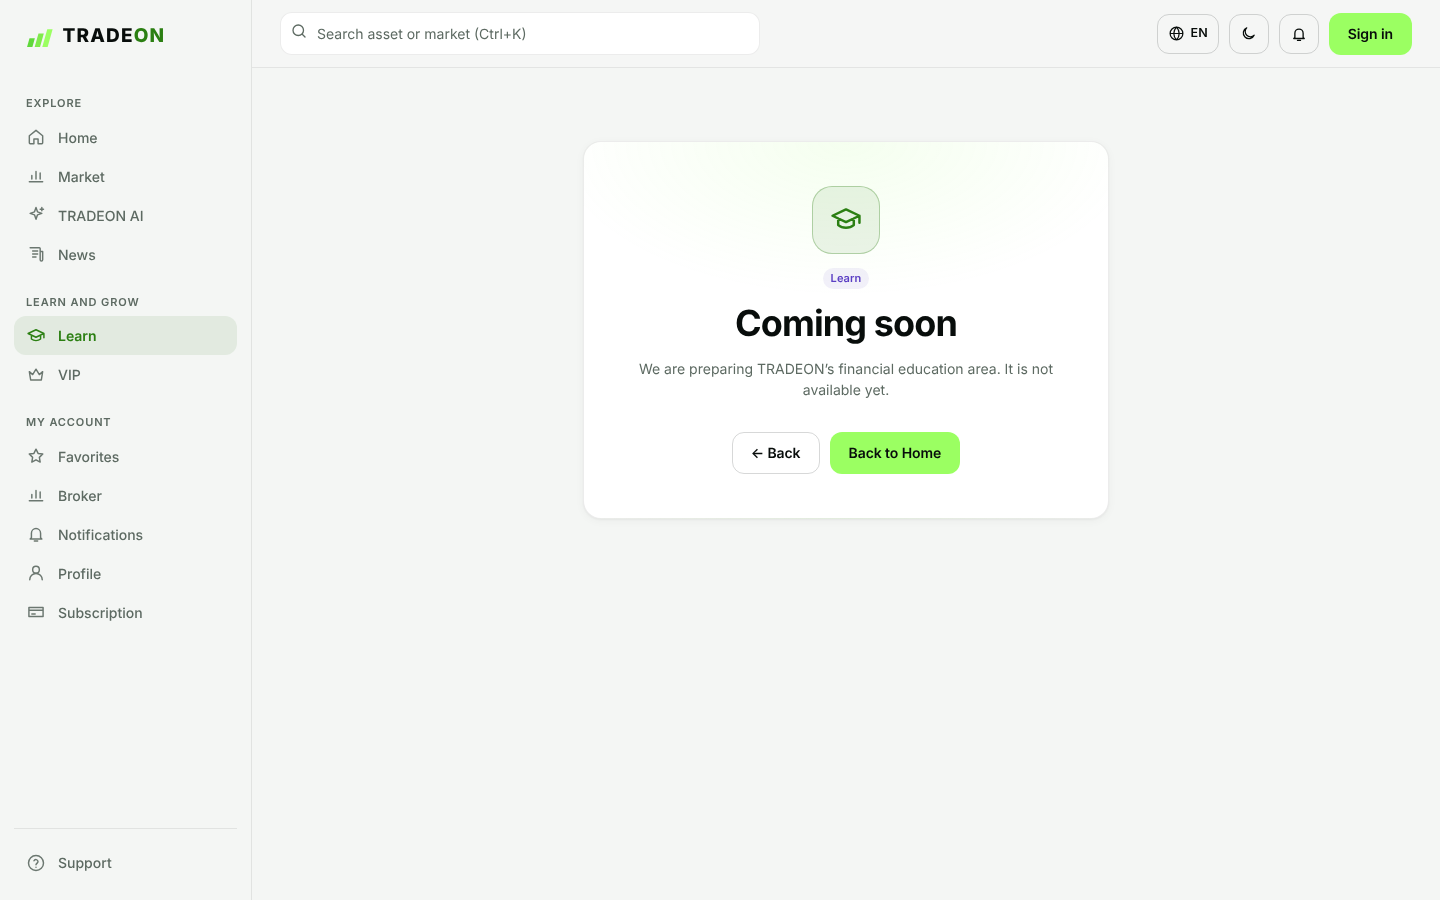 TRADEON
Search asset or market (Ctrl+K)
EN
Sign in
EXPLORE
Home
Market
TRADEON AI
News
LEARN AND GROW
Learn
VIP
MY ACCOUNT
Favorites
Broker
Notifications
Profile
Subscription
Support
Learn
Coming soon
We are preparing TRADEON’s financial education area. It is not
available yet.
← Back
Back to Home